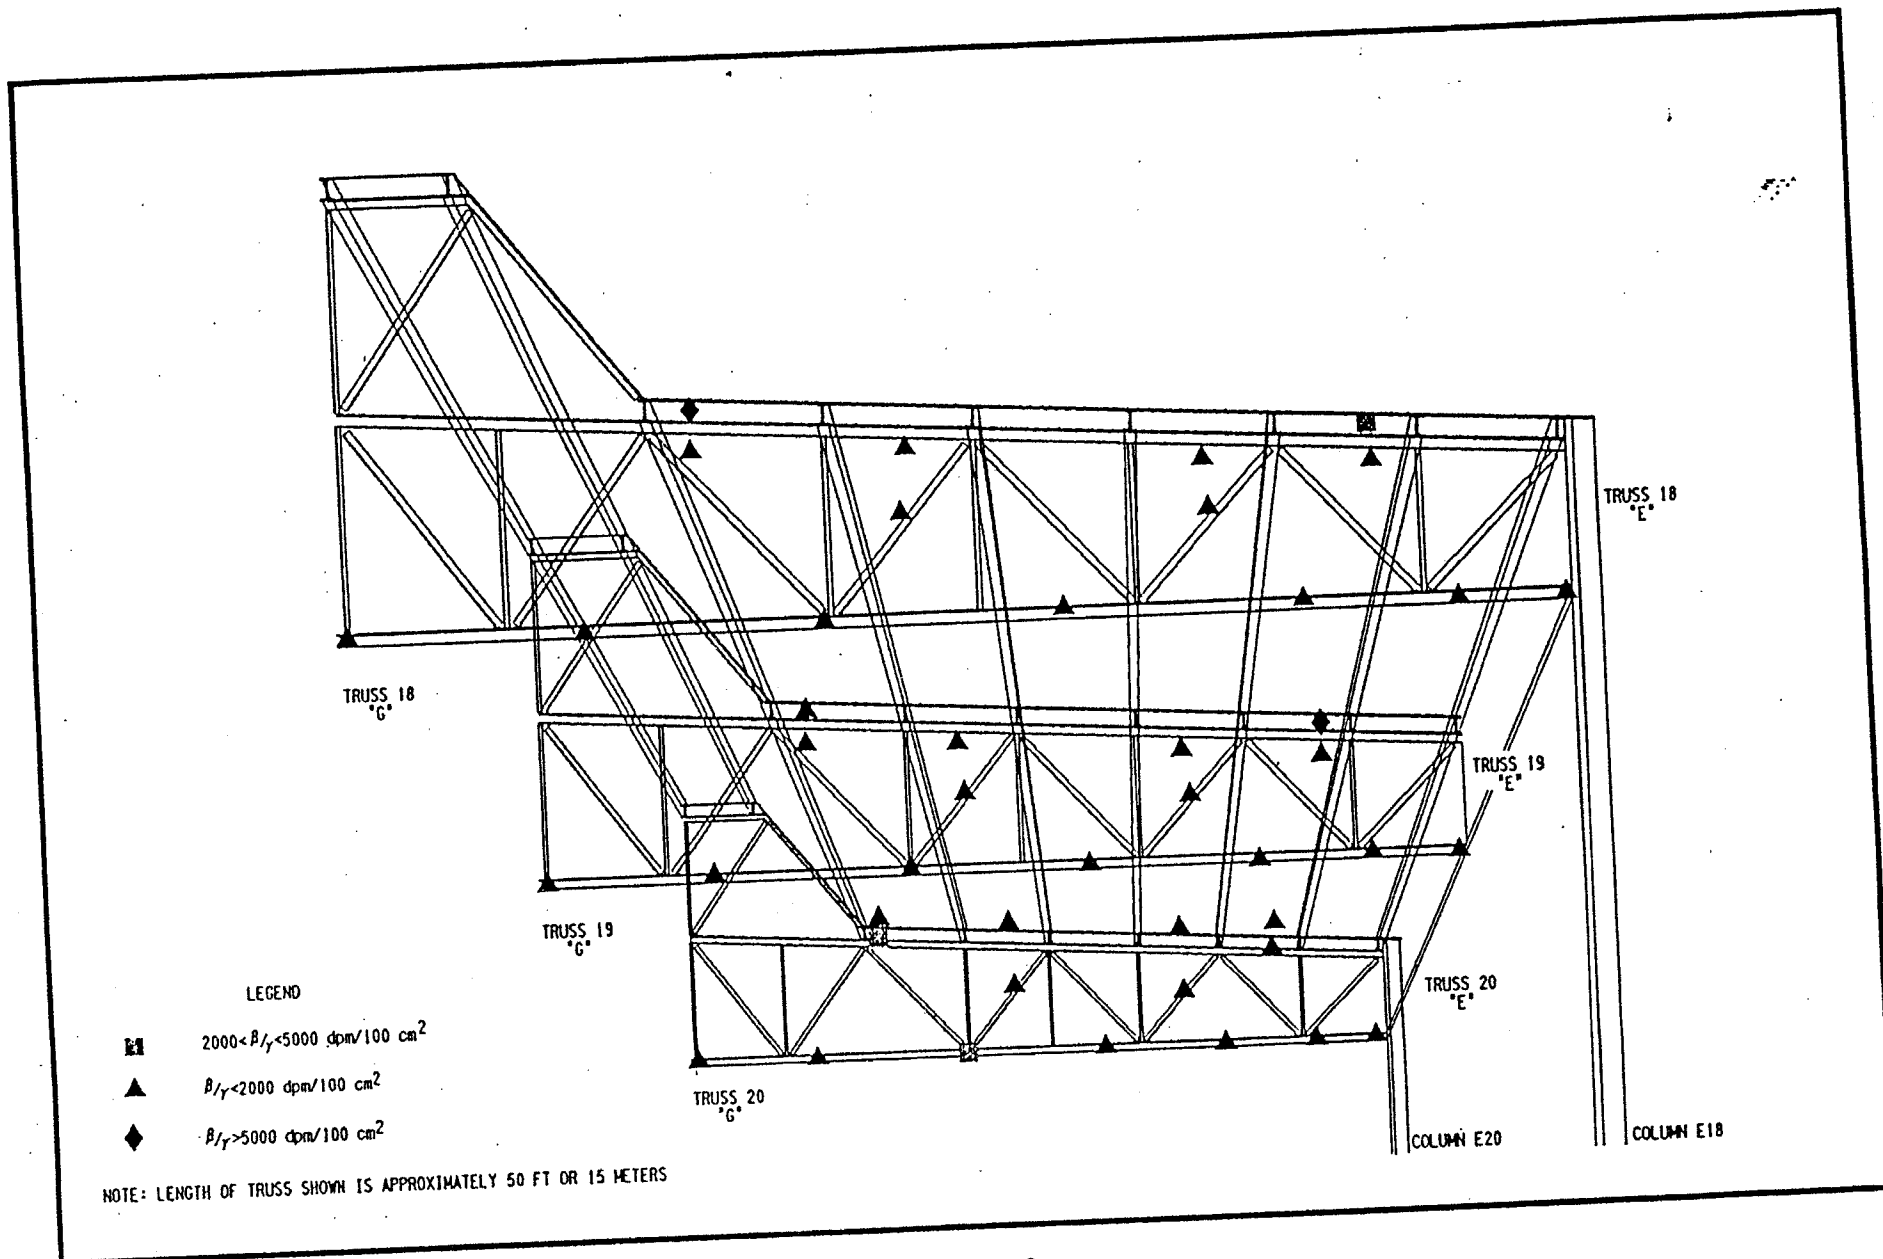 TRUSS 18
"E"
TRUSS 18
"G"
TRUSS 19
"E"
TRUSS 19
"G"
TRUSS 20
"E"
LEGEND
2000<β/γ<5000 dpm/100 cm2
β/γ<2000 dpm/100 cm2
β/γ>5000 dpm/100 cm2
TRUSS 20
"G"
COLUMN E20
COLUMN E18
NOTE: LENGTH OF TRUSS SHOWN IS APPROXIMATELY 50 FT OR 15 METERS